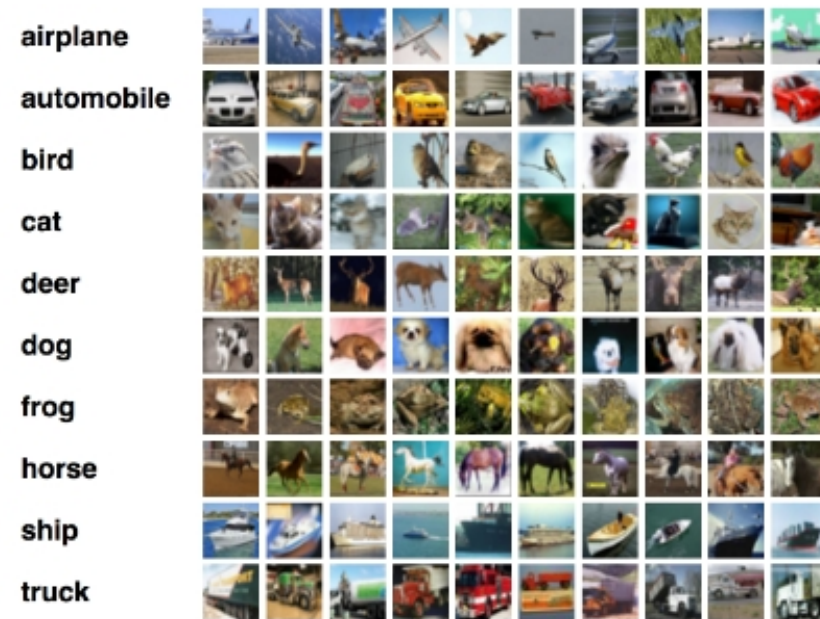 airplane
automobile
bird
cat
deer
dog
frog
horse
ship
truck